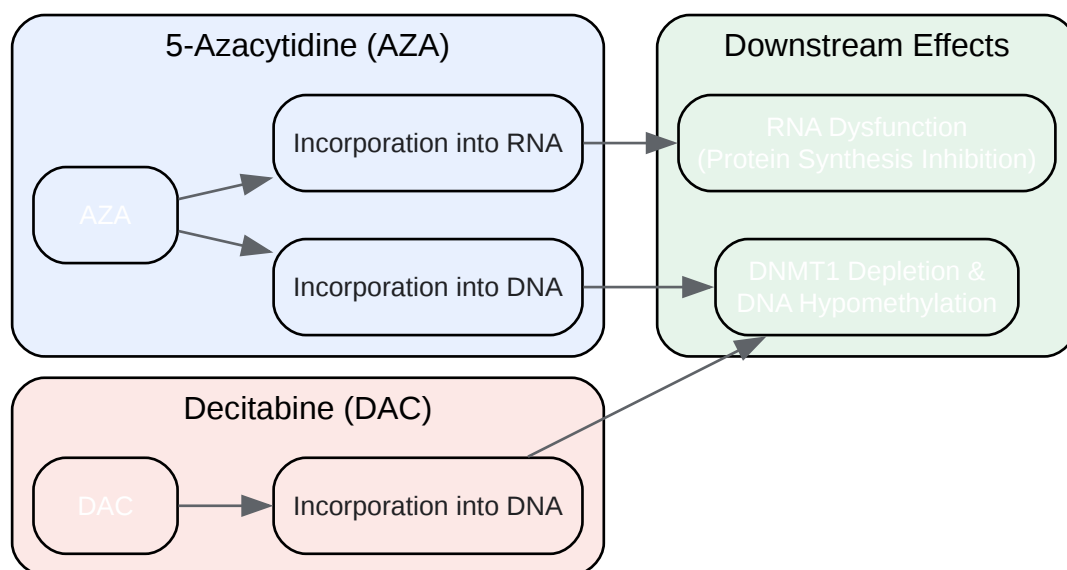 5-Azacytidine (AZA)
AZA
Incorporation into RNA
Incorporation into DNA
Downstream Effects
RNA Dysfunction
(Protein Synthesis Inhibition)
DNMT1 Depletion &
DNA Hypomethylation
Decitabine (DAC)
DAC
Incorporation into DNA